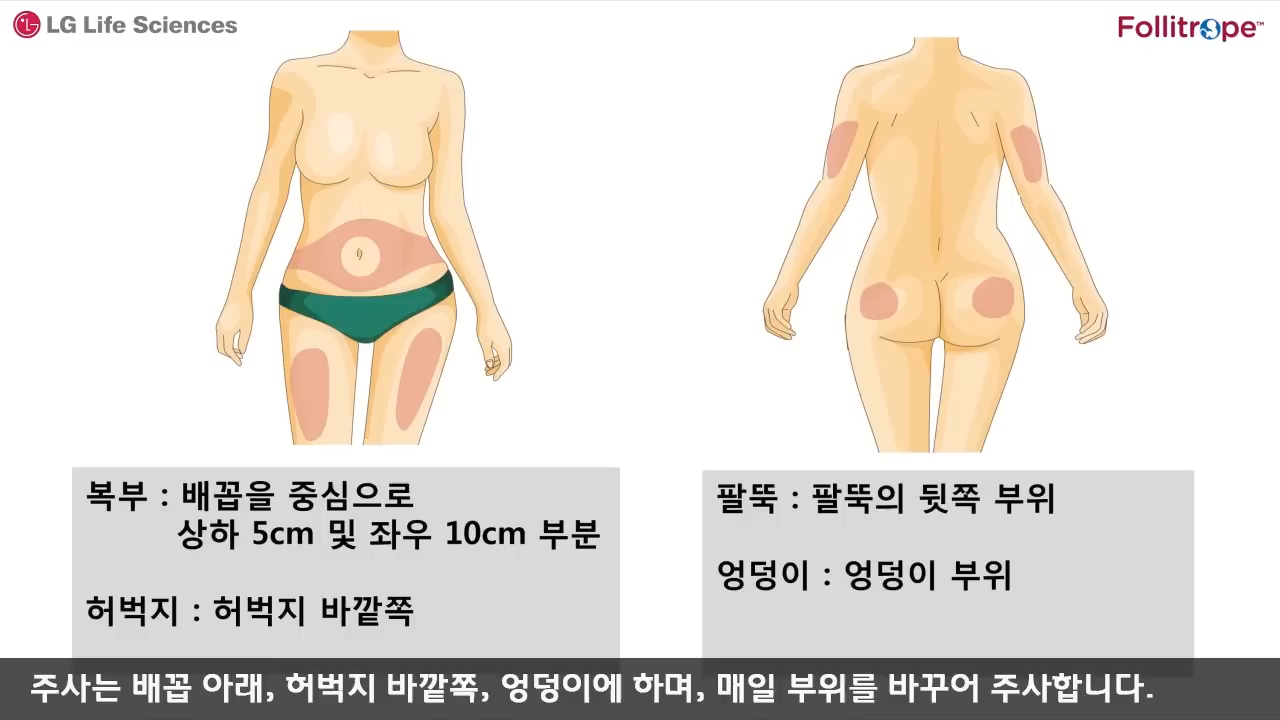 LG Life Sciences
Follitrope™
복부 : 배꼽을 중심으로
상하 5cm 및 좌우 10cm 부분
허벅지 : 허벅지 바깥쪽
팔뚝 : 팔뚝의 뒷쪽 부위
엉덩이 : 엉덩이 부위
주사는 배꼽 아래, 허벅지 바깥쪽, 엉덩이에 하며, 매일 부위를 바꾸어 주사합니다.